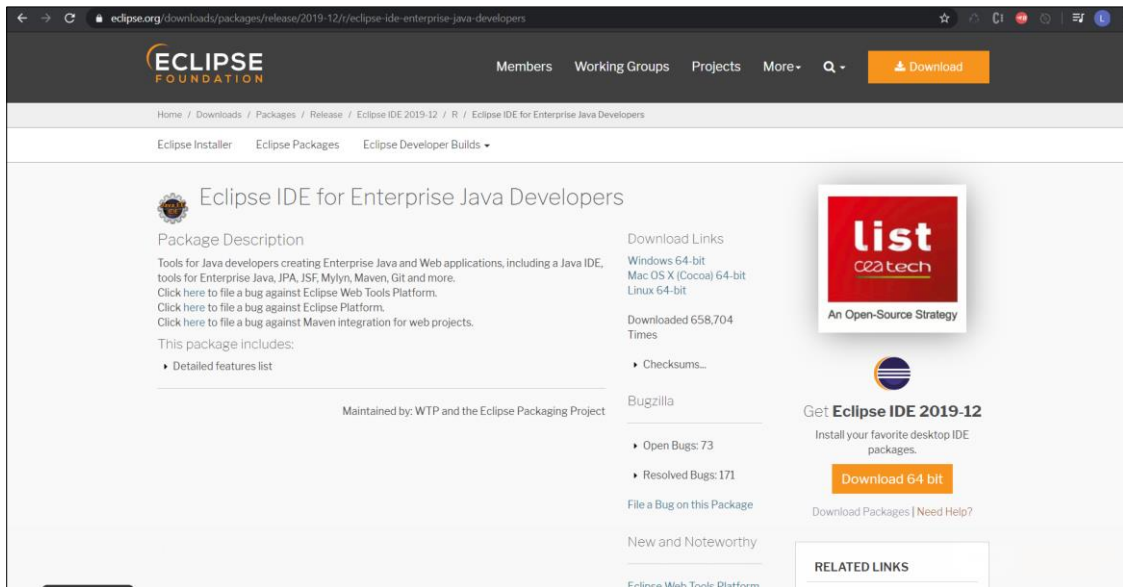 eclipse.org/downloads/packages/release/2019-12/r/eclipse-ide-enterprise-java-developers
ECLIPSE
FOUNDATION
Members Working Groups Projects More
Download
Home / Downloads / Packages / Release / Eclipse IDE 2019-12 / R / Eclipse IDE for Enterprise Java Developers
Eclipse Installer Eclipse Packages Eclipse Developer Builds
Eclipse IDE for Enterprise Java Developers
Package Description
Tools for Java developers creating Enterprise Java and Web applications, including a Java IDE,
tools for Enterprise Java, JPA, JSF, Mylyn, Maven, Git and more.
Click here to file a bug against Eclipse Web Tools Platform.
Click here to file a bug against Eclipse Platform.
Click here to file a bug against Maven integration for web projects.
This package includes:
Detailed features list
Maintained by: WTP and the Eclipse Packaging Project
Download Links
Windows 64-bit
Mac OS X (Cocoa) 64-bit
Linux 64-bit
Downloaded 658,704
Times
Checksums...
Bugzilla
Open Bugs: 73
Resolved Bugs: 171
File a Bug on this Package
New and Noteworthy
Eclipse Web Tools Platform
list
ceatech
An Open-Source Strategy
Get Eclipse IDE 2019-12
Install your favorite desktop IDE
packages.
Download 64 bit
Download Packages | Need Help?
RELATED LINKS